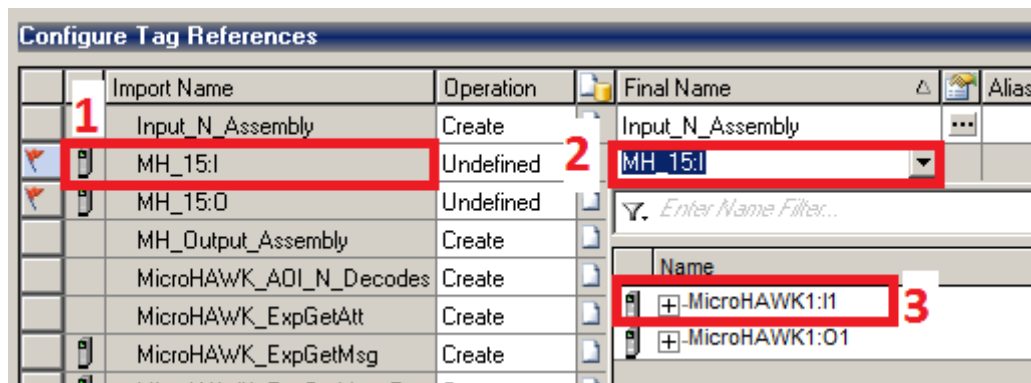 Configure Tag References
Import Name Operation Final Name Alias
1 Input_N_Assembly Create Input_N_Assembly ...
MH_15:I Undefined 2 MH_15:I
MH_15:O Undefined Enter Name Filter...
MH_Output_Assembly Create
MicroHAWK_AOI_N_Decodes Create Name
MicroHAWK_ExpGetAtt Create MicroHAWK1:I1 3
MicroHAWK_ExpGetMsg Create MicroHAWK1:O1